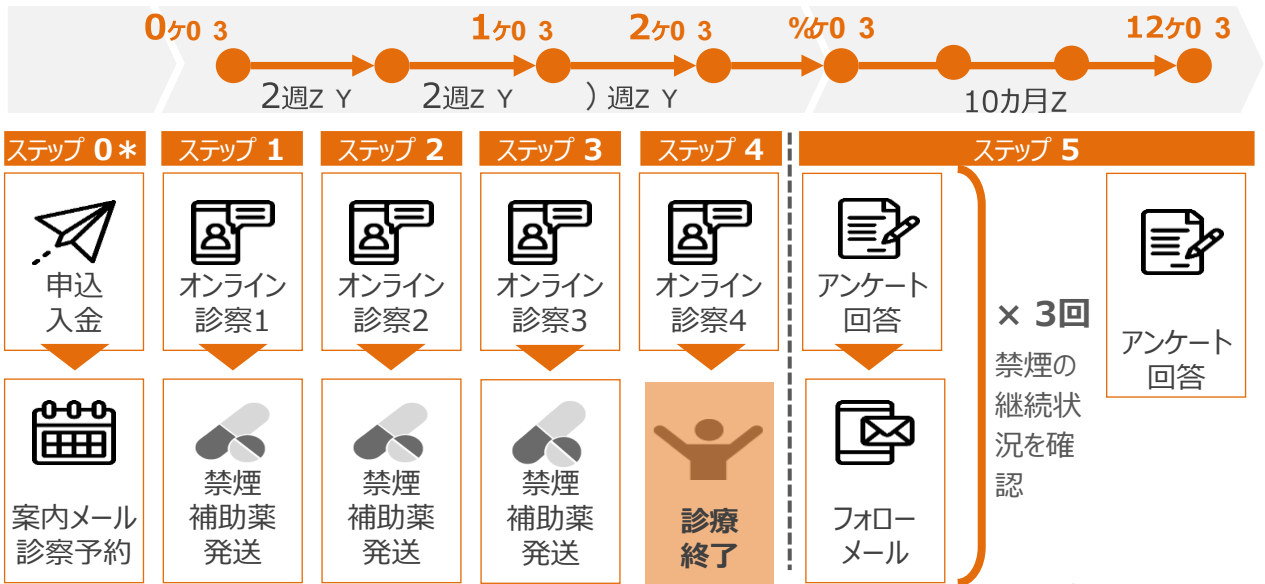 0ケ0 3
1ケ0 3
2ケ0 3
%ケ0 3
12ケ0 3
2週Z Y
2週Z Y
) 週Z Y
10カ月Z
ステップ 0＊
ステップ 1
ステップ 2
ステップ 3
ステップ 4
ステップ 5
申込
入金
オンライン
診察1
オンライン
診察2
オンライン
診察3
オンライン
診察4
アンケート
回答
× 3回
禁煙の
継続状
況を確
認
アンケート
回答
案内メール
診察予約
禁煙
補助薬
発送
禁煙
補助薬
発送
禁煙
補助薬
発送
診療
終了
フォロー
メール